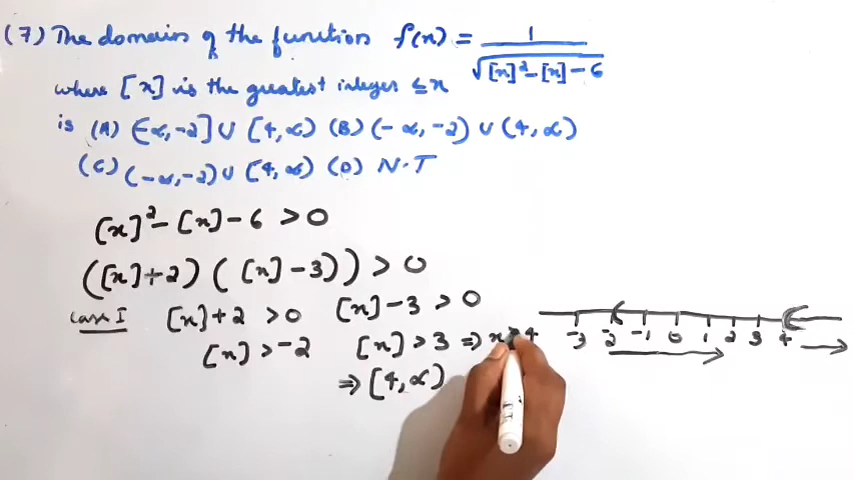 (7) The domain of the function f(x) = 1/√([x]² - [x] - 6)
where [x] is the greatest integer ≤ x
is (A) (-∝, -2] ∪ [4, ∝) (B) (-∝, -2) ∪ (4, ∝)
(C) (-∝, -2) ∪ [4, ∝) (D) N.T
[x]² - [x] - 6 > 0
([x]+2) ([x] - 3)) > 0
Case I [x]+2 > 0 [x] - 3 > 0
[x] > -2 [x] > 3 ⇒ x ≥ 4
⇒ [4, ∝)
-3 -2 -1 0 1 2 3 4